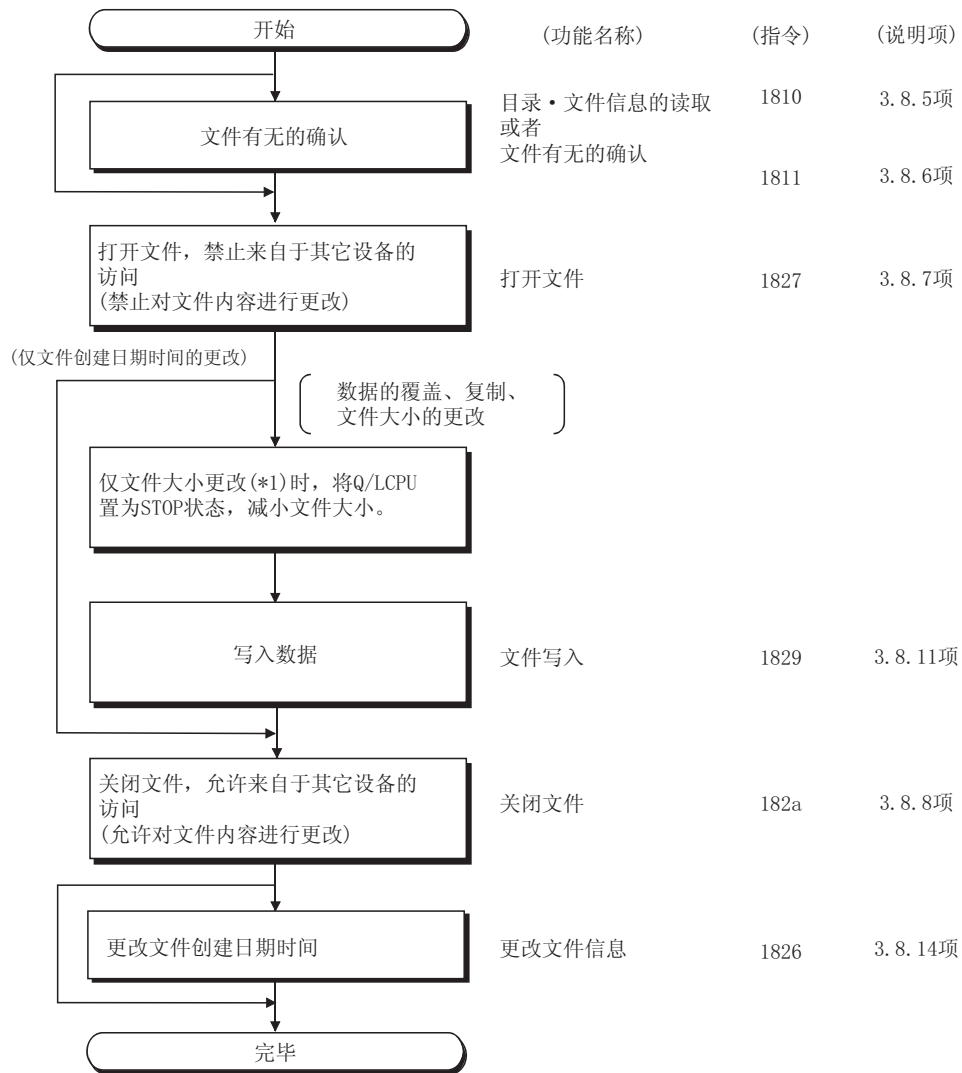 开始
(功能名称)
(指令)
(说明项)
文件有无的确认
目录·文件信息的读取
或者
文件有无的确认
1810
3.8.5项
1811
3.8.6项
打开文件，禁止来自于其它设备的
访问
(禁止对文件内容进行更改)
打开文件
1827
3.8.7项
(仅文件创建日期时间的更改)
数据的覆盖、复制、
文件大小的更改
仅文件大小更改(*1)时，将Q/LCPU
置为STOP状态，减小文件大小。
写入数据
文件写入
1829
3.8.11项
关闭文件，允许来自于其它设备的
访问
(允许对文件内容进行更改)
关闭文件
182a
3.8.8项
更改文件创建日期时间
更改文件信息
1826
3.8.14项
完毕